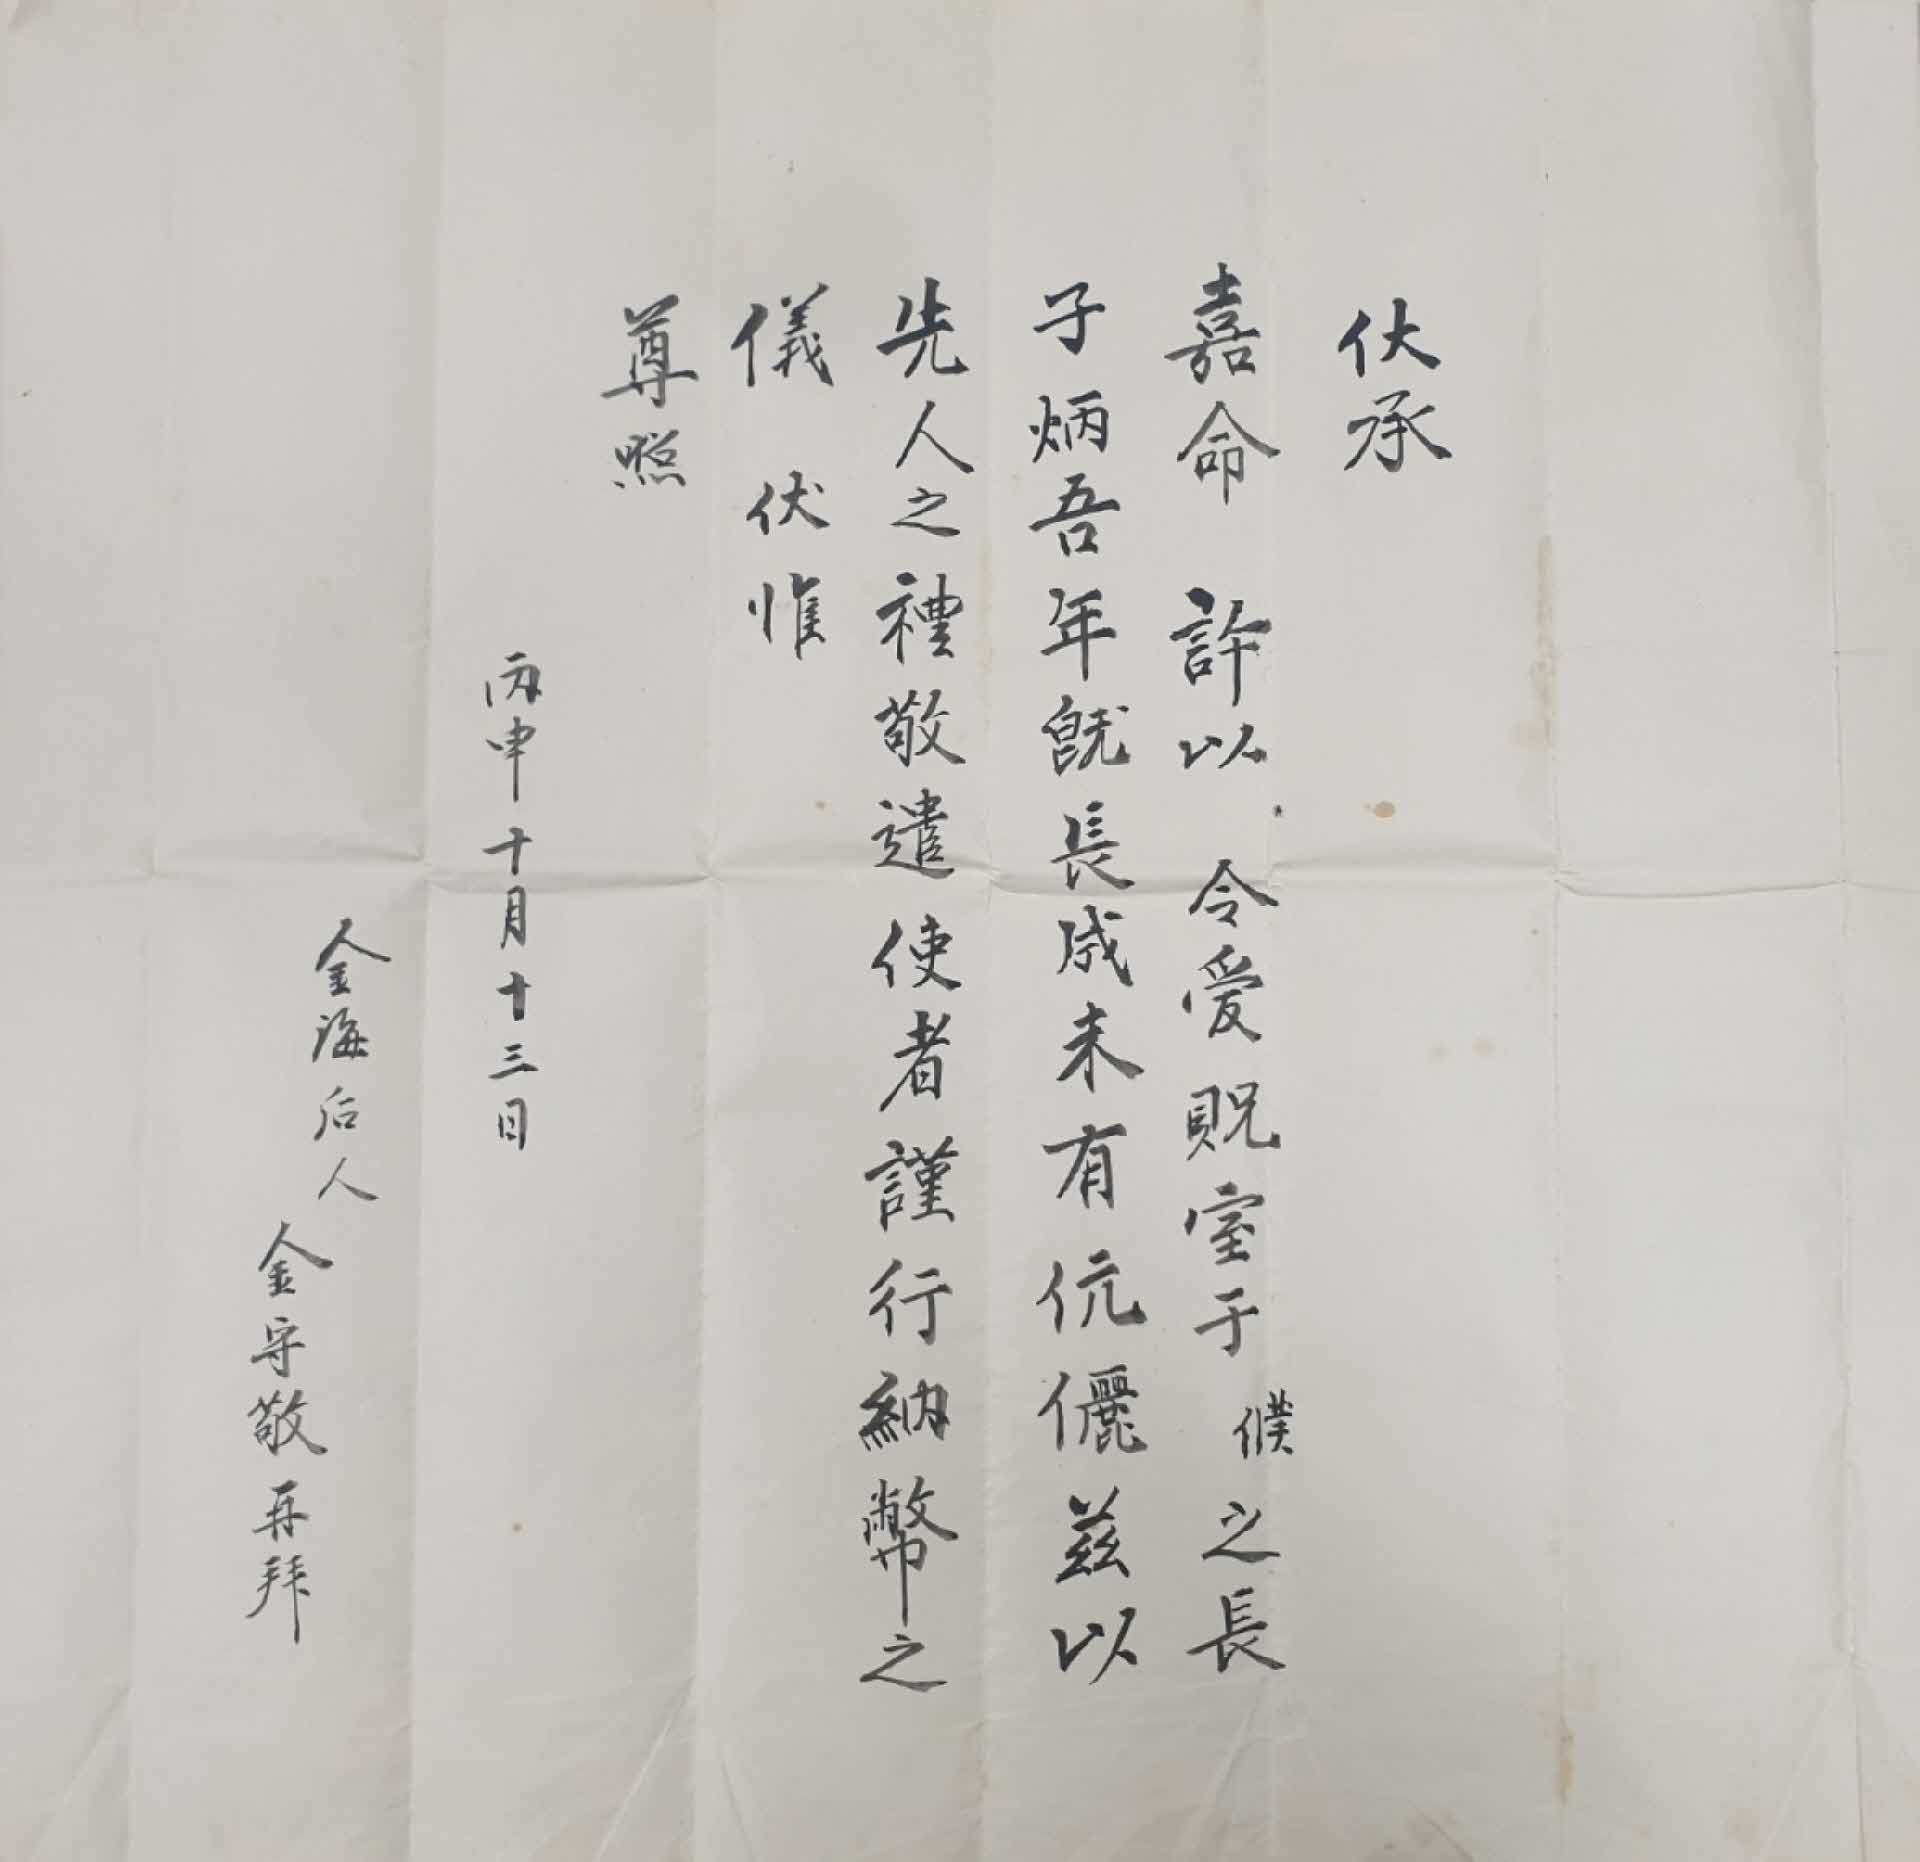 伏承
嘉命 許以 令愛 貺室于 僕之長
子炳吾年旣長成未有伉儷玆以
先人之禮敬遣使者謹行納幣之
儀 伏惟
尊照
丙申十月十三日
金海后人
金守敬再拜